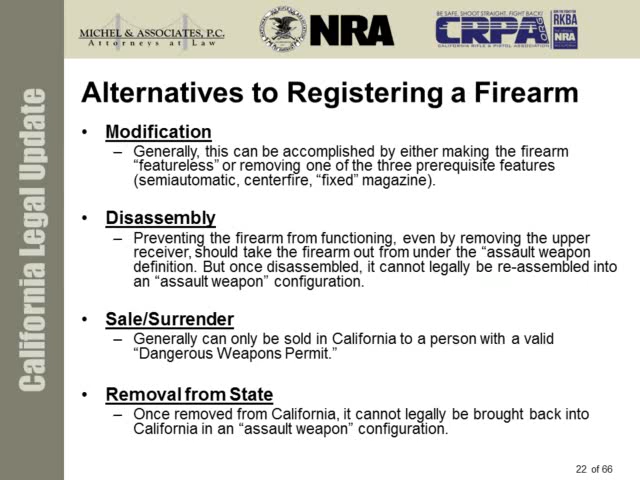 MICHEL & ASSOCIATES, P.C.
Attorneys at Law
NRA
BE SAFE, SHOOT STRAIGHT, FIGHT BACK!
CRPA.ORG
CALIFORNIA RIFLE & PISTOL ASSOCIATION
RKBA
NRA
California Legal Update
Alternatives to Registering a Firearm
• Modification
– Generally, this can be accomplished by either making the firearm
“featureless” or removing one of the three prerequisite features
(semiautomatic, centerfire, “fixed” magazine).
• Disassembly
– Preventing the firearm from functioning, even by removing the upper
receiver, should take the firearm out from under the “assault weapon
definition. But once disassembled, it cannot legally be re-assembled into
an “assault weapon” configuration.
• Sale/Surrender
– Generally can only be sold in California to a person with a valid
“Dangerous Weapons Permit.”
• Removal from State
– Once removed from California, it cannot legally be brought back into
California in an “assault weapon” configuration.
22 of 66